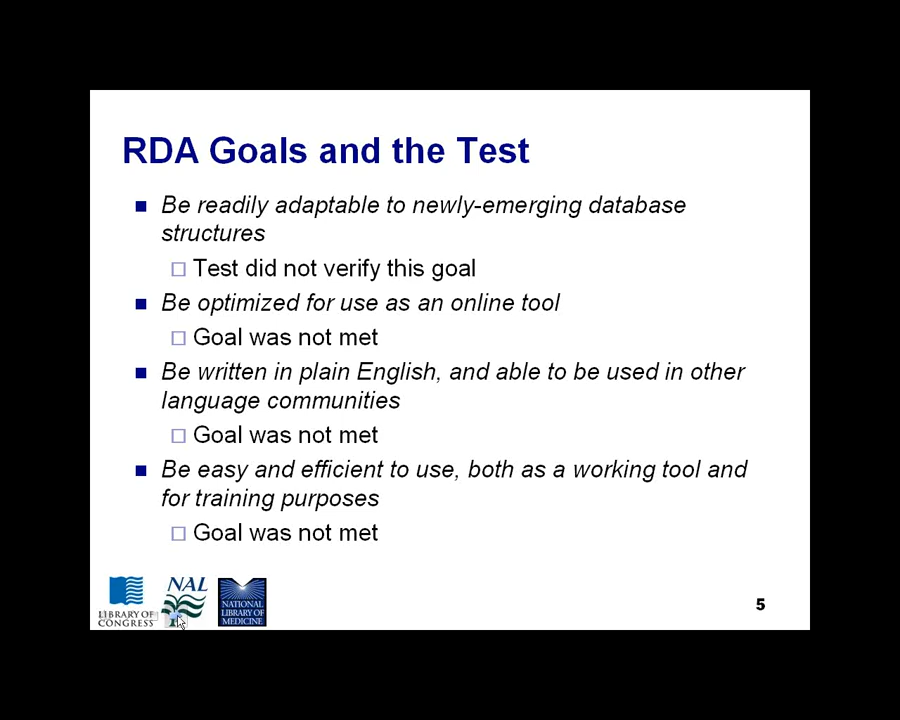 RDA Goals and the Test
Be readily adaptable to newly-emerging database
structures
Test did not verify this goal
Be optimized for use as an online tool
Goal was not met
Be written in plain English, and able to be used in other
language communities
Goal was not met
Be easy and efficient to use, both as a working tool and
for training purposes
Goal was not met
LIBRARY OF
CONGRESS
NAL
NATIONAL
LIBRARY OF
MEDICINE
5